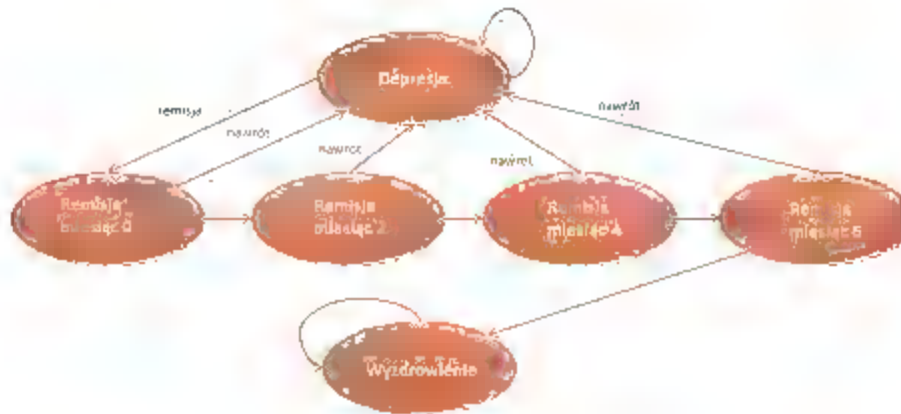 Depresja
remisja
nawrót
nawrót
nawrót
nawrót
Remisja
miesiąc 0
Remisja
miesiąc 2
Remisja
miesiąc 4
Remisja
miesiąc 6
Wyzdrowienie